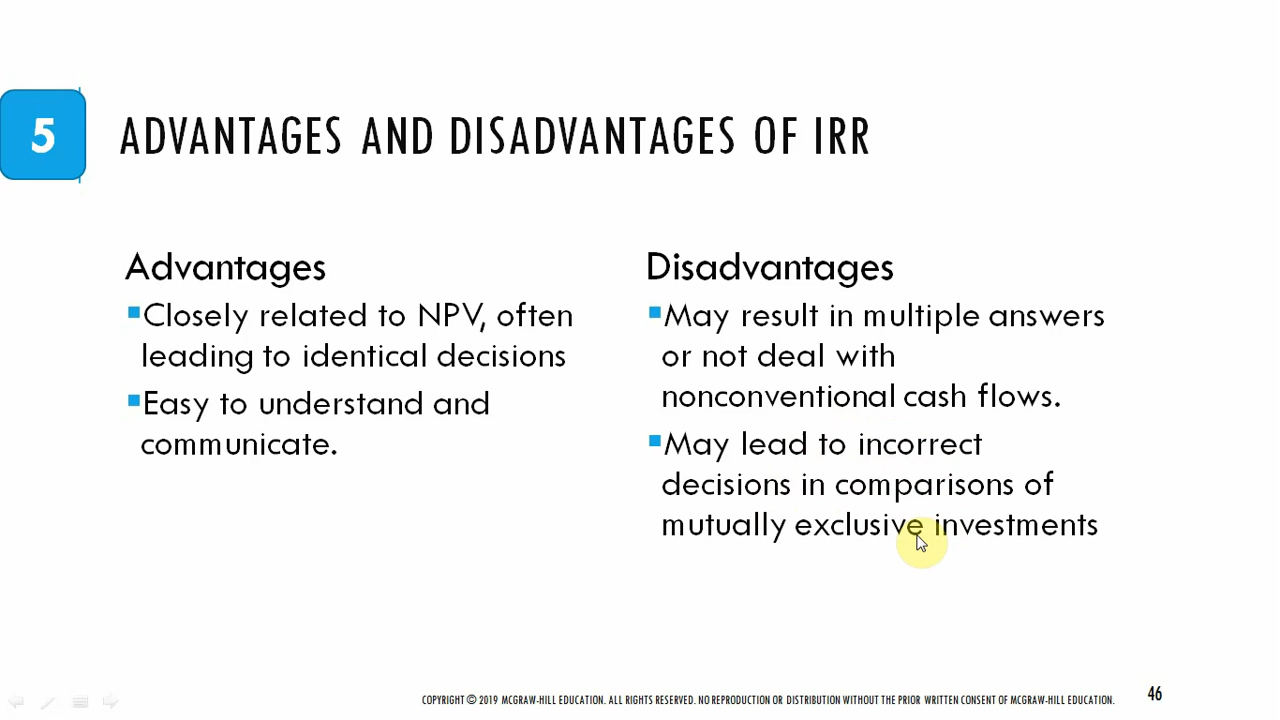 5
ADVANTAGES AND DISADVANTAGES OF IRR
Advantages
Closely related to NPV, often
leading to identical decisions
Easy to understand and
communicate.
Disadvantages
May result in multiple answers
or not deal with
nonconventional cash flows.
May lead to incorrect
decisions in comparisons of
mutually exclusive investments
COPYRIGHT © 2019 MCGRAW-HILL EDUCATION. ALL RIGHTS RESERVED. NO REPRODUCTION OR DISTRIBUTION WITHOUT THE PRIOR WRITTEN CONSENT OF MCGRAW-HILL EDUCATION.
46